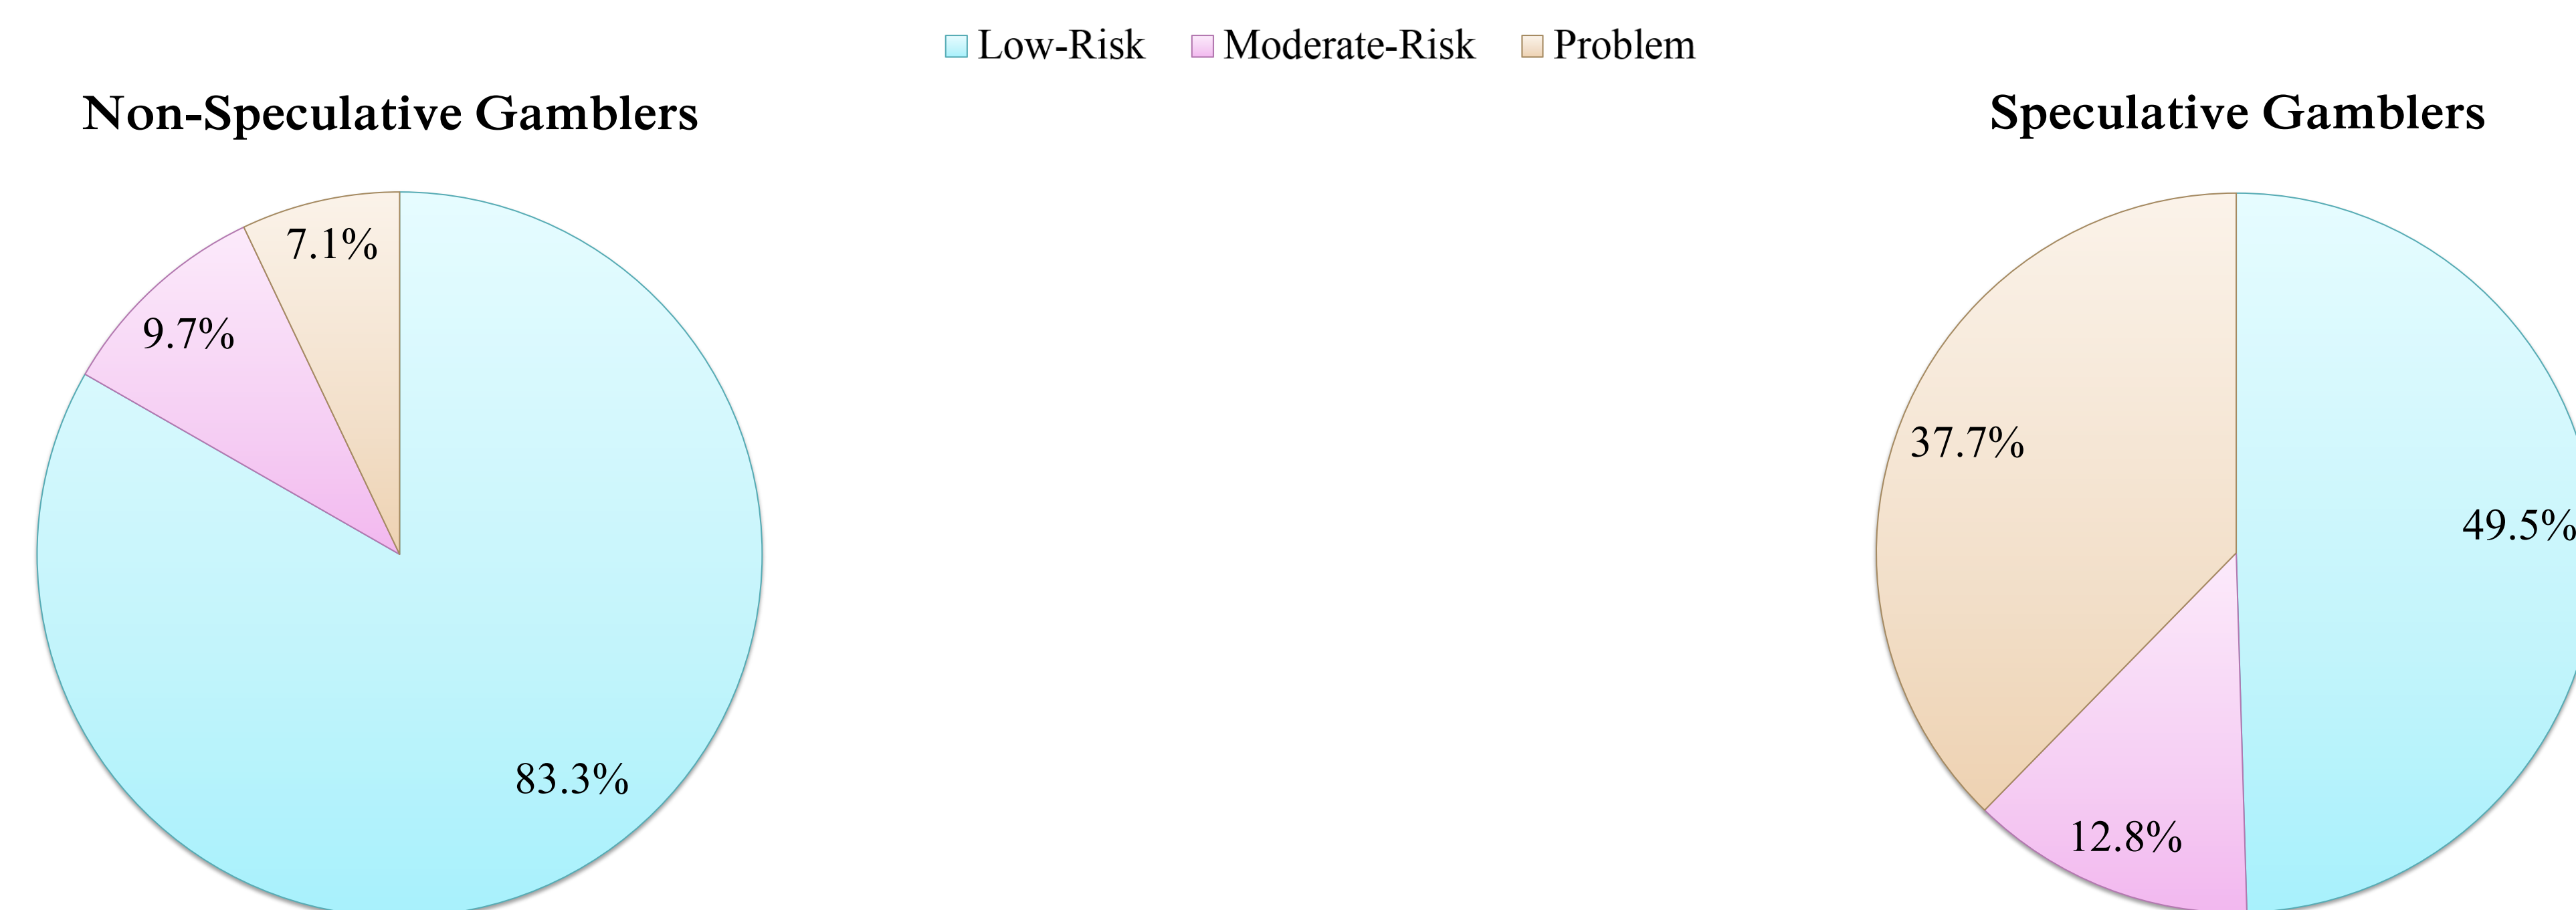 Low-Risk Moderate-Risk Problem
Non-Speculative Gamblers
7.1%
9.7%
83.3%
Speculative Gamblers
37.7%
49.5%
12.8%